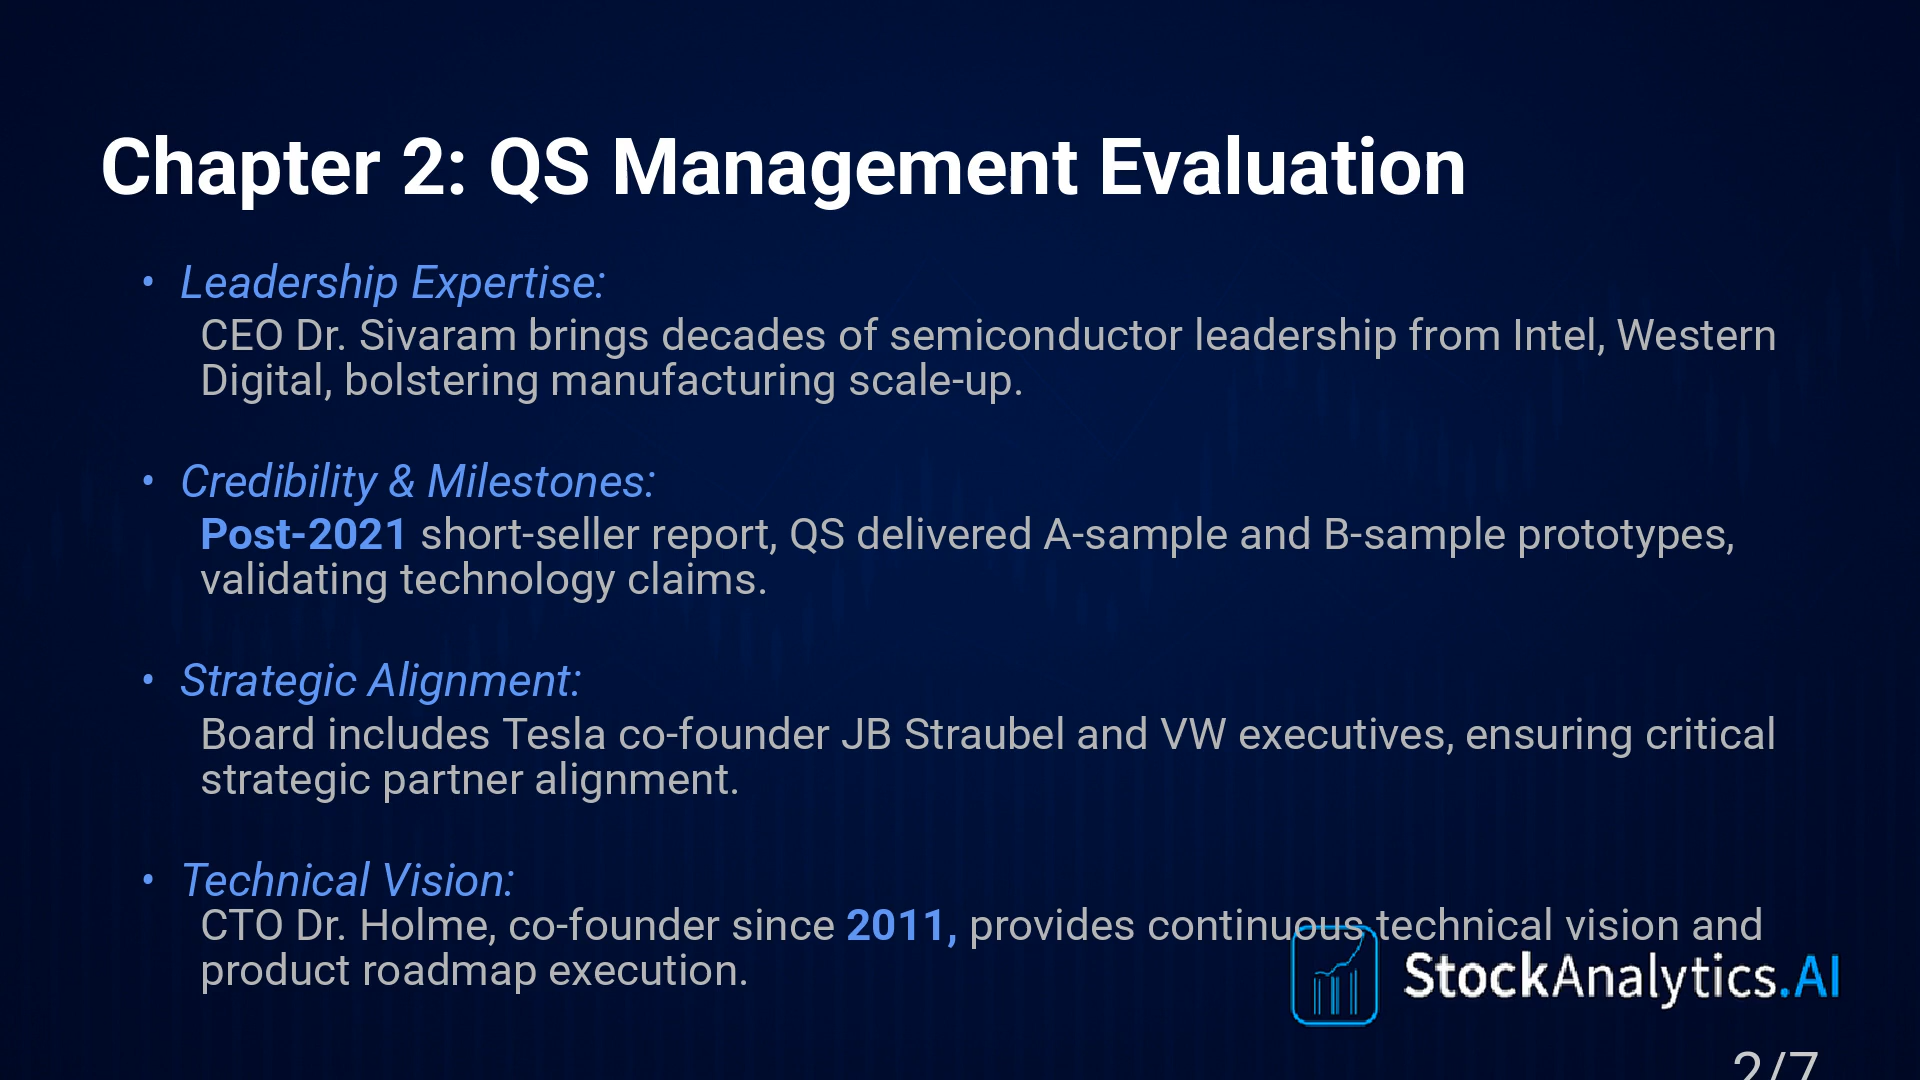 Chapter 2: QS Management Evaluation
• Leadership Expertise:
CEO Dr. Sivaram brings decades of semiconductor leadership from Intel, Western
Digital, bolstering manufacturing scale-up.
• Credibility & Milestones:
Post-2021 short-seller report, QS delivered A-sample and B-sample prototypes,
validating technology claims.
• Strategic Alignment:
Board includes Tesla co-founder JB Straubel and VW executives, ensuring critical
strategic partner alignment.
• Technical Vision:
CTO Dr. Holme, co-founder since 2011, provides continuous technical vision and
product roadmap execution.
StockAnalytics.AI
2/7